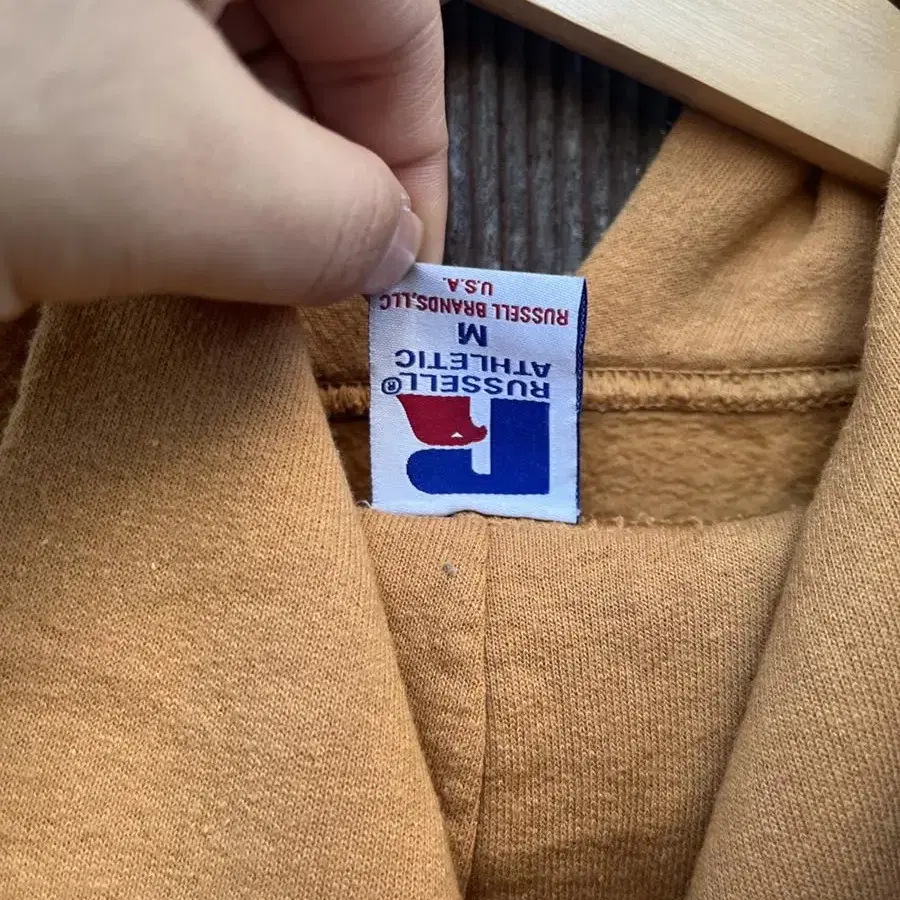 RUSSELL®
ATHLETIC
M
RUSSELL BRANDS,LLC
U.S.A.